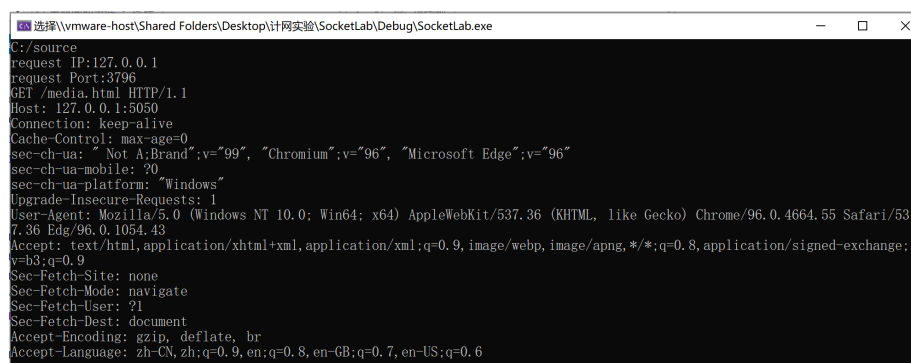 选择\\vmware-host\Shared Folders\Desktop\计网实验\SocketLab\Debug\SocketLab.exe
C:/source
request IP:127.0.0.1
request Port:3796
GET /media.html HTTP/1.1
Host: 127.0.0.1:5050
Connection: keep-alive
Cache-Control: max-age=0
sec-ch-ua: " Not A;Brand";v="99", "Chromium";v="96", "Microsoft Edge";v="96"
sec-ch-ua-mobile: ?0
sec-ch-ua-platform: "Windows"
Upgrade-Insecure-Requests: 1
User-Agent: Mozilla/5.0 (Windows NT 10.0; Win64; x64) AppleWebKit/537.36 (KHTML, like Gecko) Chrome/96.0.4664.55 Safari/53
7.36 Edg/96.0.1054.43
Accept: text/html,application/xhtml+xml,application/xml;q=0.9,image/webp,image/apng,*/*;q=0.8,application/signed-exchange;
v=b3;q=0.9
Sec-Fetch-Site: none
Sec-Fetch-Mode: navigate
Sec-Fetch-User: ?1
Sec-Fetch-Dest: document
Accept-Encoding: gzip, deflate, br
Accept-Language: zh-CN,zh;q=0.9,en;q=0.8,en-GB;q=0.7,en-US;q=0.6